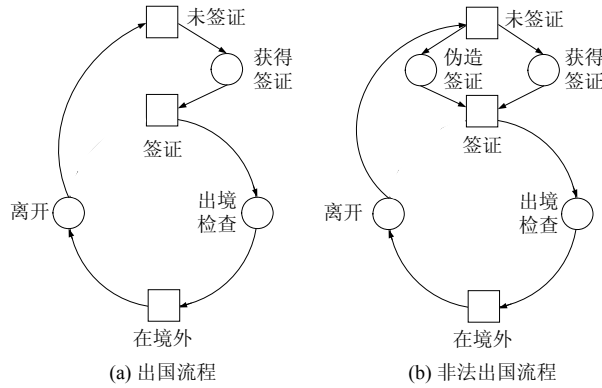 未签证
获得
签证
签证
离开
出境
检查
在境外
(a) 出国流程
未签证
伪造
签证
获得
签证
签证
离开
出境
检查
在境外
(b) 非法出国流程